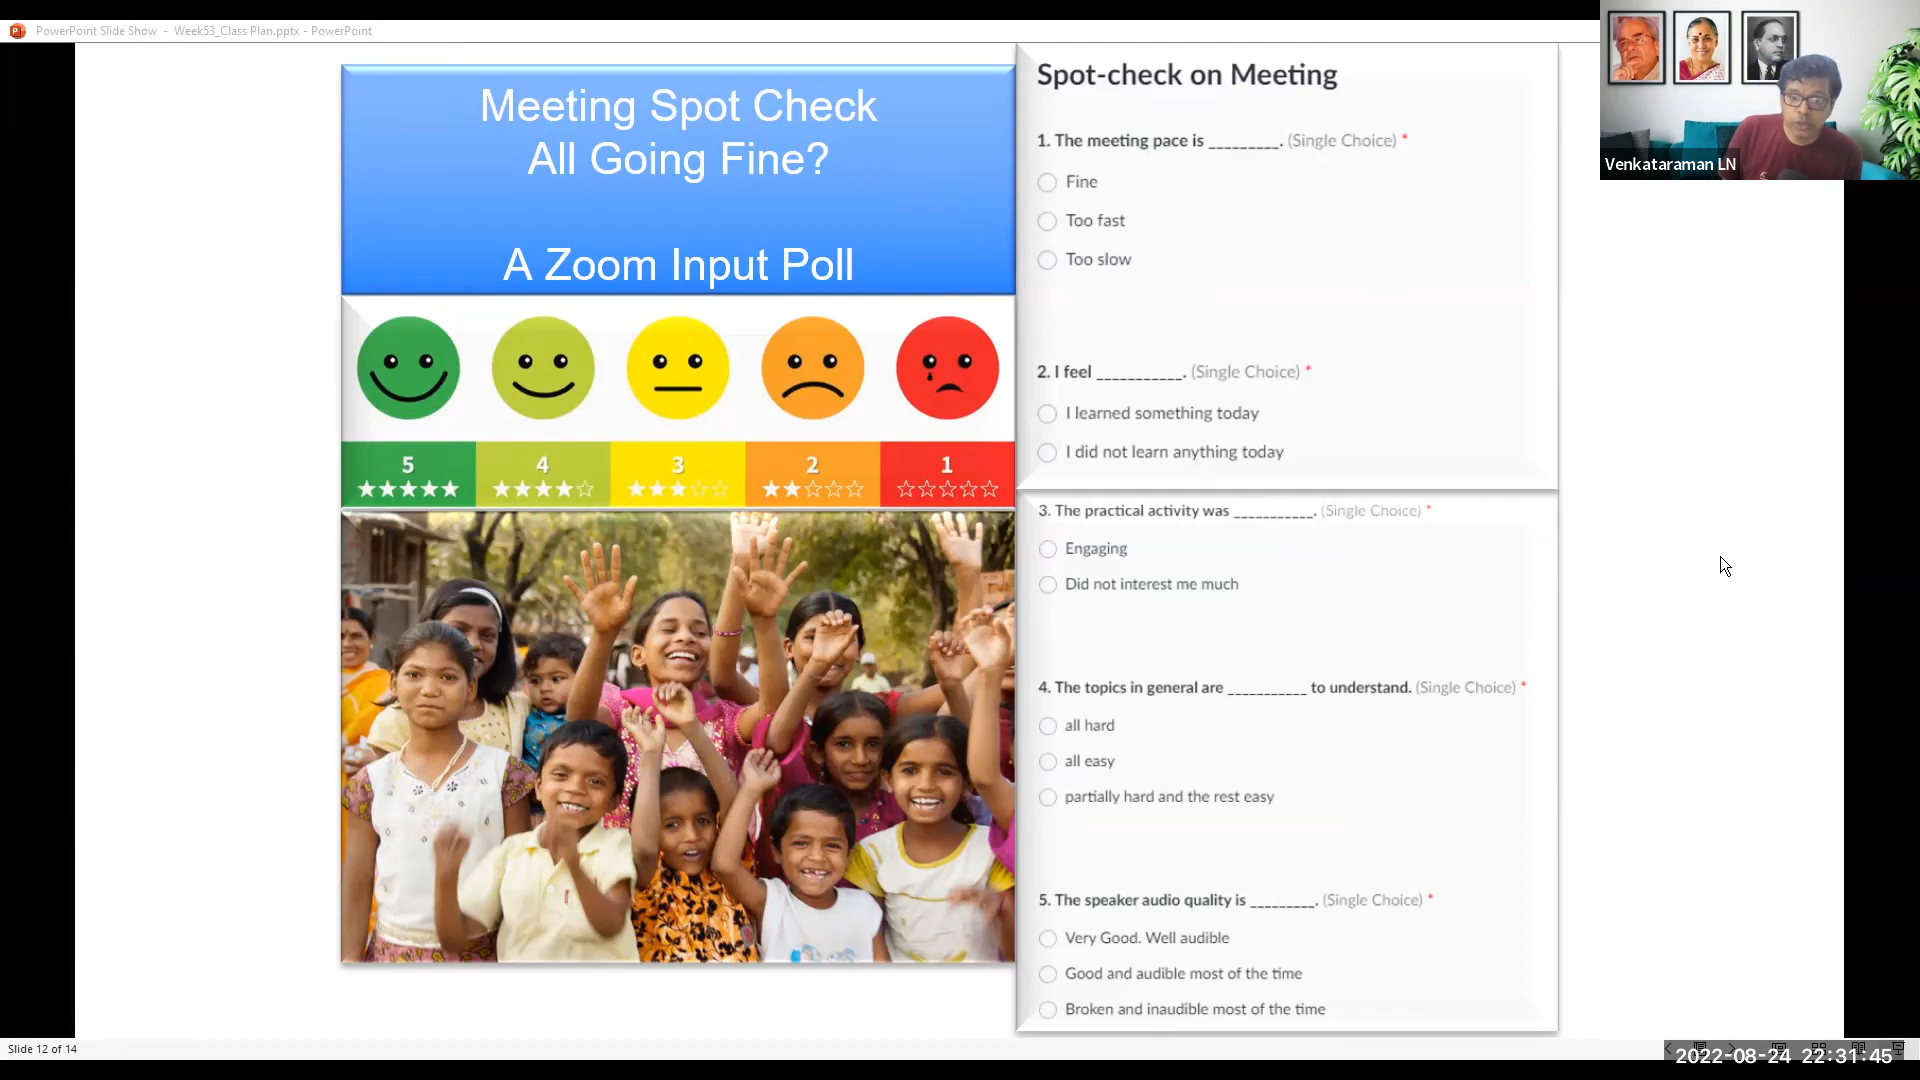 PowerPoint Slide Show - Week53_Class Plan.pptx - PowerPoint
Meeting Spot Check
All Going Fine?
A Zoom Input Poll
5
4
3
2
1
Spot-check on Meeting
1. The meeting pace is _________. (Single Choice) *
Fine
Too fast
Too slow
2. I feel ___________. (Single Choice) *
I learned something today
I did not learn anything today
3. The practical activity was ___________. (Single Choice) *
Engaging
Did not interest me much
4. The topics in general are ___________ to understand. (Single Choice) *
all hard
all easy
partially hard and the rest easy
5. The speaker audio quality is _________. (Single Choice) *
Very Good. Well audible
Good and audible most of the time
Broken and inaudible most of the time
Venkataraman LN
Slide 12 of 14
2022-08-24 22:31:45